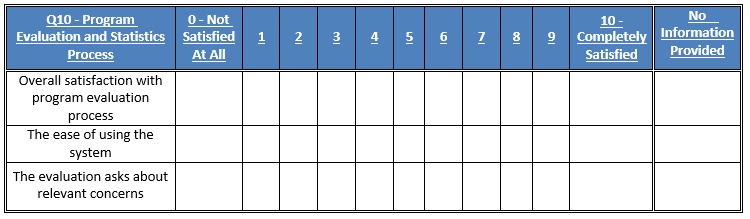 Q10 - Program
Evaluation and Statistics
Process
0 - Not
Satisfied
At All
1
2
3
4
5
6
7
8
9
10 -
Completely
Satisfied
No
Information
Provided
Overall satisfaction with
program evaluation
process
The ease of using the
system
The evaluation asks about
relevant concerns